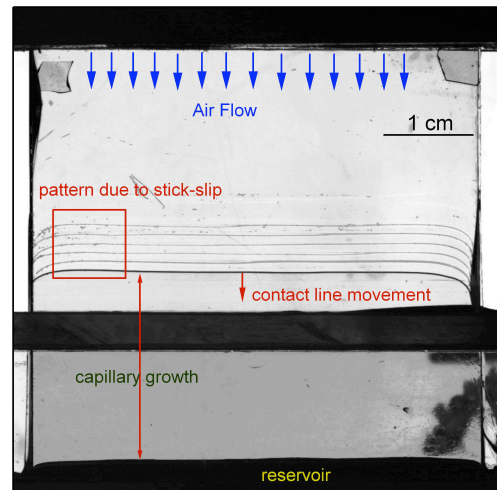 Air Flow
1 cm
pattern due to stick-slip
contact line movement
capillary growth
reservoir